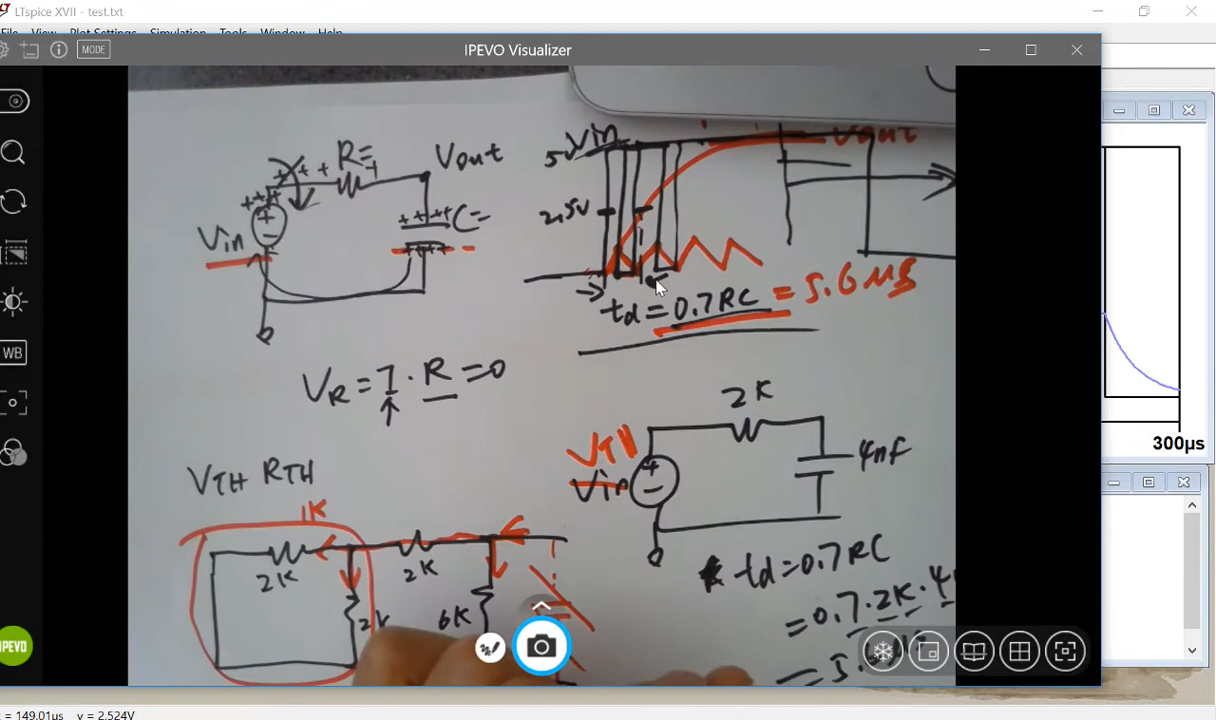 LTspice XVII - test.txt
File View Plot Settings Simulation Tools Window Help
IPEVO Visualizer
MODE
WB
IPEVO
R=
Vout
C=
Vin
5V
Vin
Vout
2.5V
td = 0.7RC = 5.6μs
VR = I · R = 0
2K
VTH
Vin
4nf
VTH RTH
1K
2K
2K
2K
6K
td = 0.7RC
= 0.7 · 2K · 4
= 5.
300µs
= 149.01µs v = 2.524V